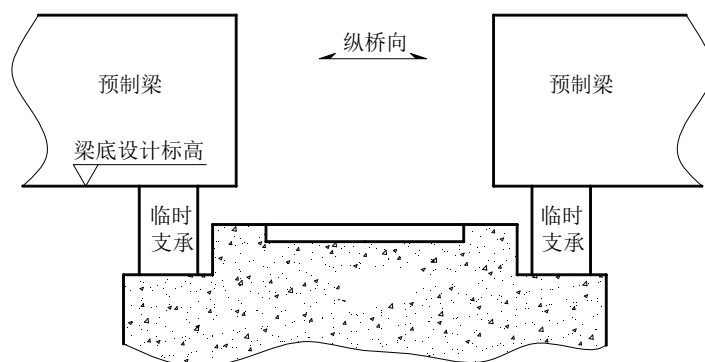 纵桥向
预制梁
预制梁
梁底设计标高
临时
支承
临时
支承